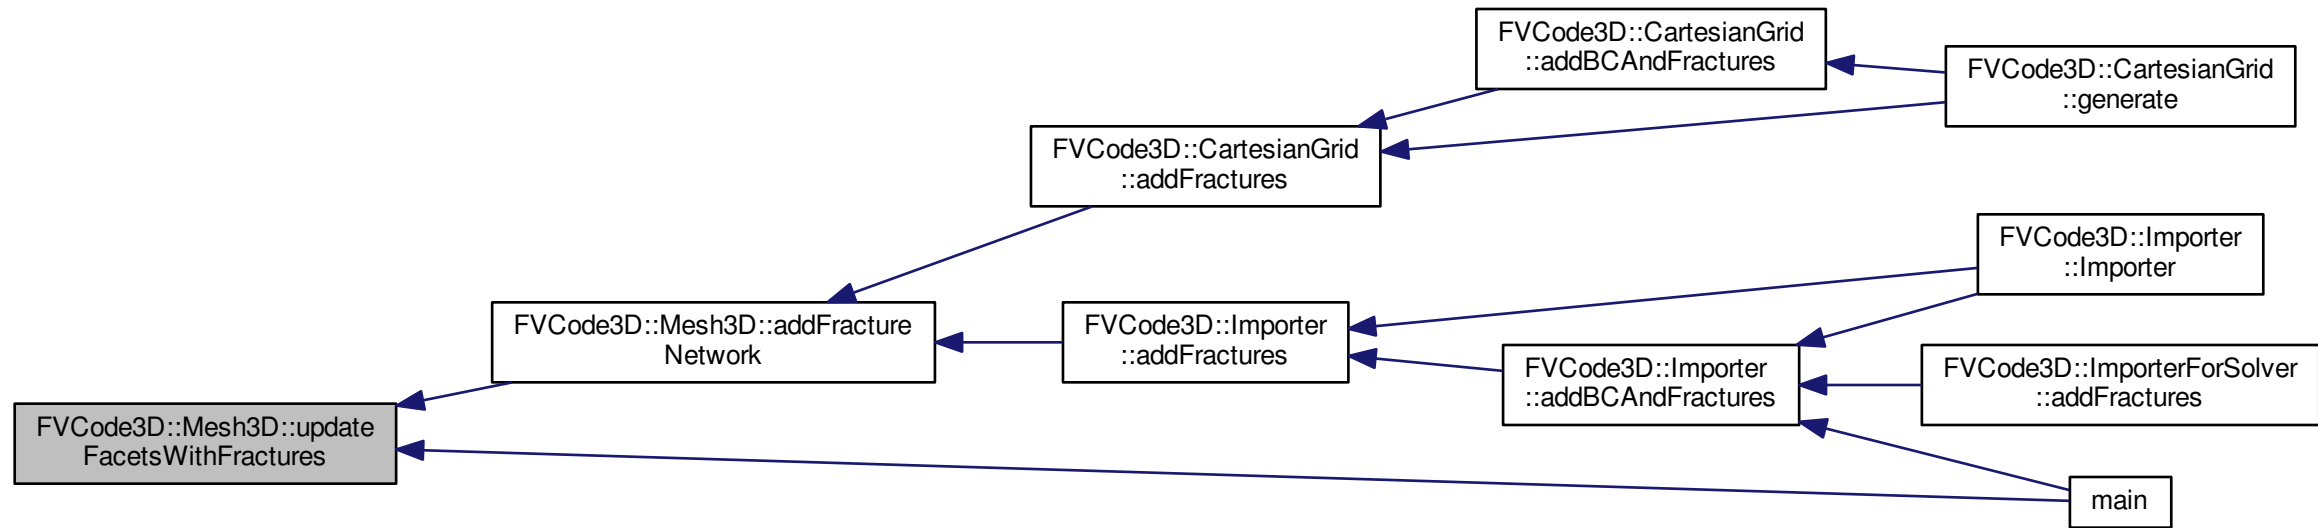 FVCode3D::CartesianGrid
::addBCAndFractures
FVCode3D::CartesianGrid
::generate
FVCode3D::CartesianGrid
::addFractures
FVCode3D::Importer
::Importer
FVCode3D::Mesh3D::addFracture
Network
FVCode3D::Importer
::addFractures
FVCode3D::Importer
::addBCAndFractures
FVCode3D::ImporterForSolver
::addFractures
FVCode3D::Mesh3D::update
FacetsWithFractures
main